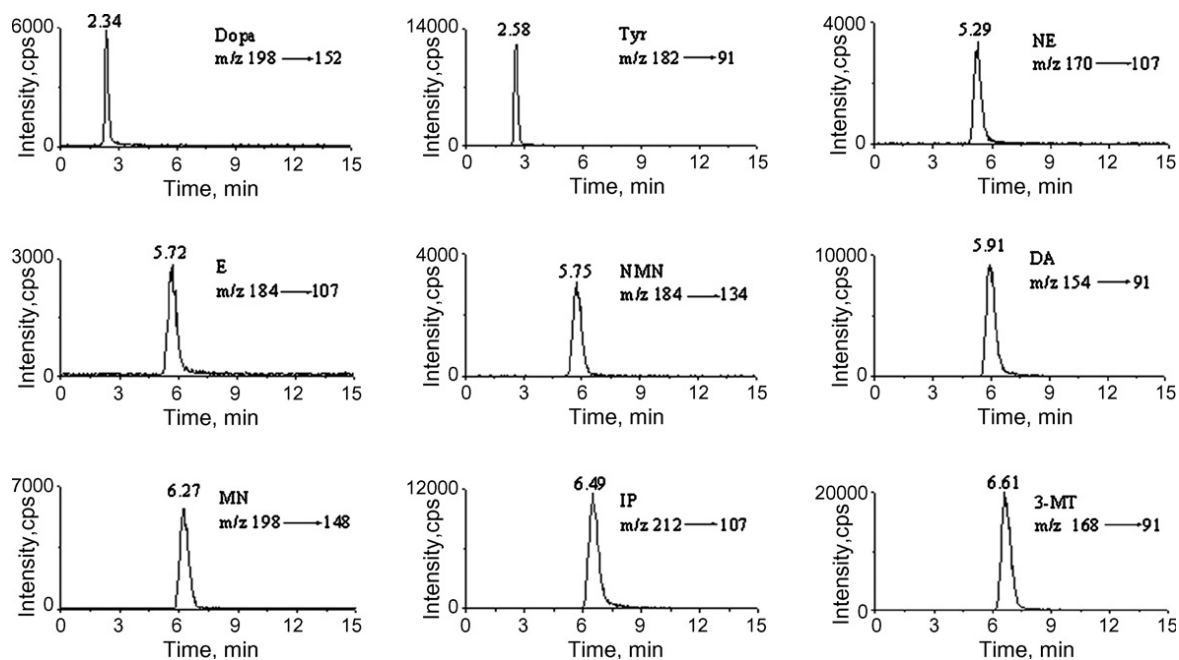 6000
2.34
Dopa
m/z 198 → 152
Intensity,cps
0
0 3 6 9 12 15
Time, min
14000
2.58
Tyr
m/z 182 → 91
Intensity,cps
0
0 3 6 9 12 15
Time, min
4000
5.29
NE
m/z 170 → 107
Intensity,cps
0
0 3 6 9 12 15
Time, min
3000
5.72
E
m/z 184 → 107
Intensity,cps
0
0 3 6 9 12 15
Time, min
4000
5.75
NMN
m/z 184 → 134
Intensity,cps
0
0 3 6 9 12 15
Time, min
10000
5.91
DA
m/z 154 → 91
Intensity,cps
0
0 3 6 9 12 15
Time, min
7000
6.27
MN
m/z 198 → 148
Intensity,cps
0
0 3 6 9 12 15
Time, min
12000
6.49
IP
m/z 212 → 107
Intensity,cps
0
0 3 6 9 12 15
Time, min
20000
6.61
3-MT
m/z 168 → 91
Intensity,cps
0
0 3 6 9 12 15
Time, min